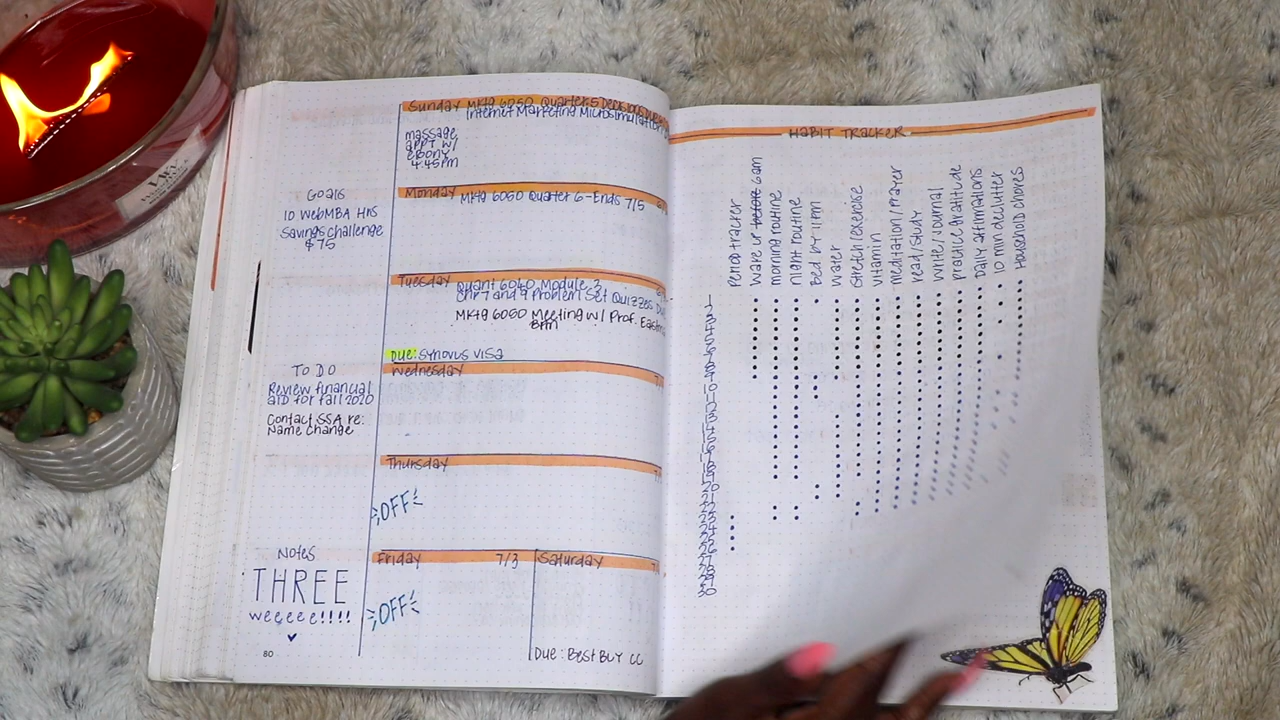 Sunday MKtg 6050 Quarter 5 Decisions
Internet Marketing Microsimulation
massage
appt w/
ebony
4:45pm
Goals
10 WebMBA Hrs
Savings Challenge
$75
Monday MKtg 6050 Quarter 6 - Ends 7/5
Tuesday Quant 6040 Module 3
Chp 7 and 9 Problem Set Quizzes
MKtg 6050 Meeting w/ Prof.
8pm
DUE: Synovus Visa
Wednesday
TO DO
Review financial
aid for fall 2020
Contact SSA re:
Name Change
Thursday
OFF
Friday 7/3 Saturday
OFF
Notes
THREE
weeeee!!!!
80
Due: Best Buy CC
HABIT TRACKER
Period tracker
Wake up before 6am
morning routine
night routine
Bed by 11pm
water
stretch/exercise
vitamin
meditation/prayer
read/study
write/journal
practice gratitude
Daily affirmations
10 min declutter
Household chores
1
2
3
4
5
6
7
8
9
10
11
12
13
14
15
16
17
18
19
20
21
22
23
24
25
26
27
28
29
30